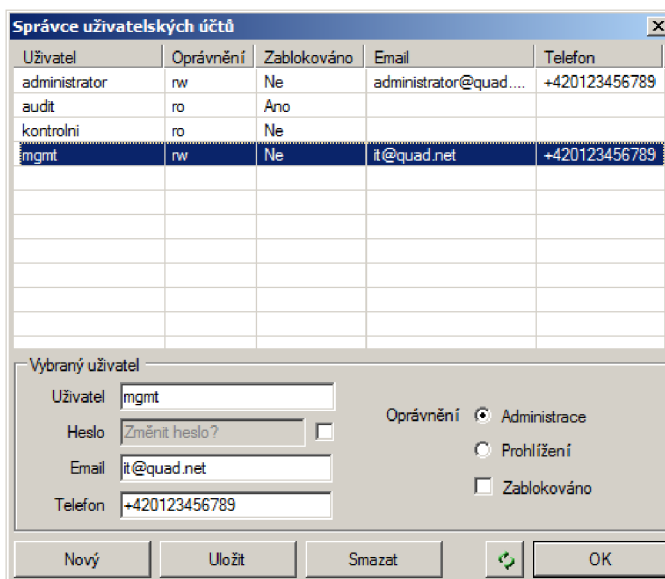 Správce uživatelských účtů
Uživatel Oprávnění Zablokováno Email Telefon
administrator rw Ne administrator@quad.... +420123456789
audit ro Ano
kontrolni ro Ne
mgmt rw Ne it@quad.net +420123456789
Vybraný uživatel
Uživatel mgmt
Heslo Změnit heslo?
Email it@quad.net
Telefon +420123456789
Oprávnění Administrace
Prohlížení
Zablokováno
Nový Uložit Smazat OK